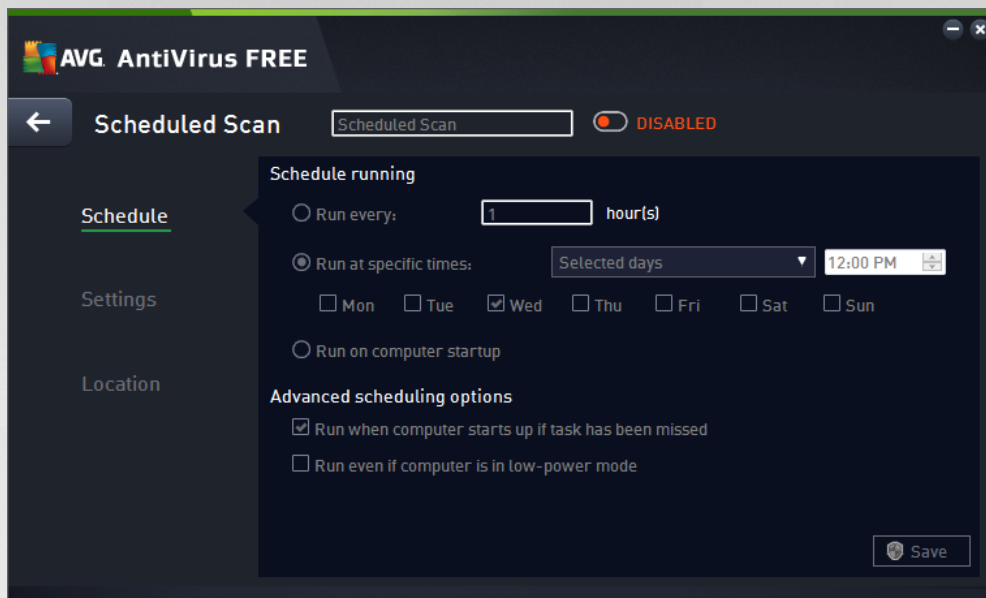 AVG. AntiVirus FREE
Scheduled Scan
Scheduled Scan
DISABLED
Schedule
Settings
Location
Schedule running
Run every: 1 hour(s)
Run at specific times: Selected days 12:00 PM
Mon Tue Wed Thu Fri Sat Sun
Run on computer startup
Advanced scheduling options
Run when computer starts up if task has been missed
Run even if computer is in low-power mode
Save